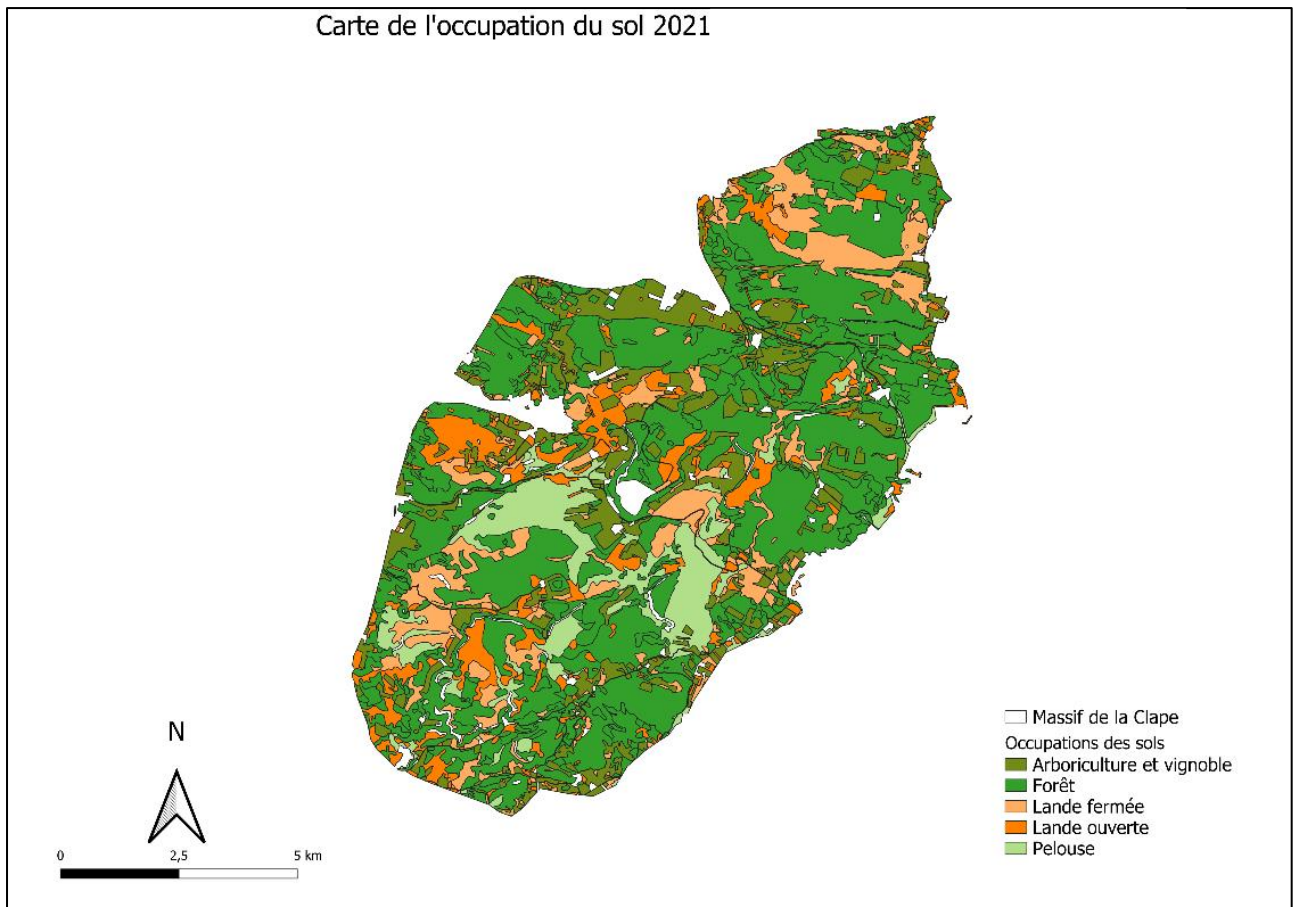 Carte de l'occupation du sol 2021
N
0 2,5 5 km
Massif de la Clape
Occupations des sols
Arboriculture et vignoble
Forêt
Lande fermée
Lande ouverte
Pelouse